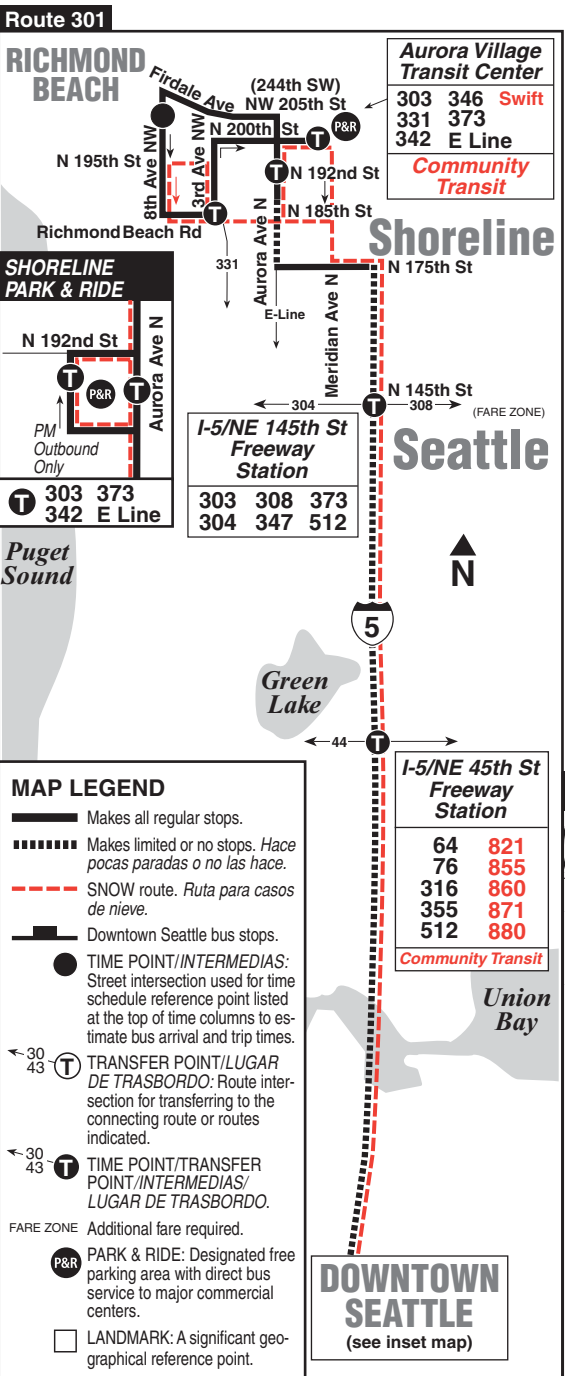 Route 301
RICHMOND
BEACH
Firdale Ave
(244th SW)
NW 205th St
Aurora Village
Transit Center
303 346 Swift
331 373
342 E Line
Community
Transit
P&R
N 200th St
T
N 195th St
8th Ave NW
3rd Ave NW
T
N 192nd St
T
N 185th St
Richmond Beach Rd
Aurora Ave N
331
E-Line
Shoreline
N 175th St
Meridian Ave N
SHORELINE
PARK & RIDE
N 192nd St
T
P&R
T
Aurora Ave N
PM
Outbound
Only
T 303 373
342 E Line
N 145th St
304
T
308
(FARE ZONE)
I-5/NE 145th St
Freeway
Station
303 308 373
304 347 512
Seattle
Puget
Sound
N
5
Green
Lake
44
T
I-5/NE 45th St
Freeway
Station
64 821
76 855
316 860
355 871
512 880
Community Transit
Union
Bay
DOWNTOWN
SEATTLE
(see inset map)
MAP LEGEND
Makes all regular stops.
Makes limited or no stops. Hace
pocas paradas o no las hace.
SNOW route. Ruta para casos
de nieve.
Downtown Seattle bus stops.
TIME POINT/INTERMEDIAS:
Street intersection used for time
schedule reference point listed
at the top of time columns to es-
timate bus arrival and trip times.
30
43 T
TRANSFER POINT/LUGAR
DE TRASBORDO: Route inter-
section for transferring to the
connecting route or routes
indicated.
30
43 T
TIME POINT/TRANSFER
POINT/INTERMEDIAS/
LUGAR DE TRASBORDO.
FARE ZONE Additional fare required.
P&R PARK & RIDE: Designated free
parking area with direct bus
service to major commercial
centers.
LANDMARK: A significant geo-
graphical reference point.